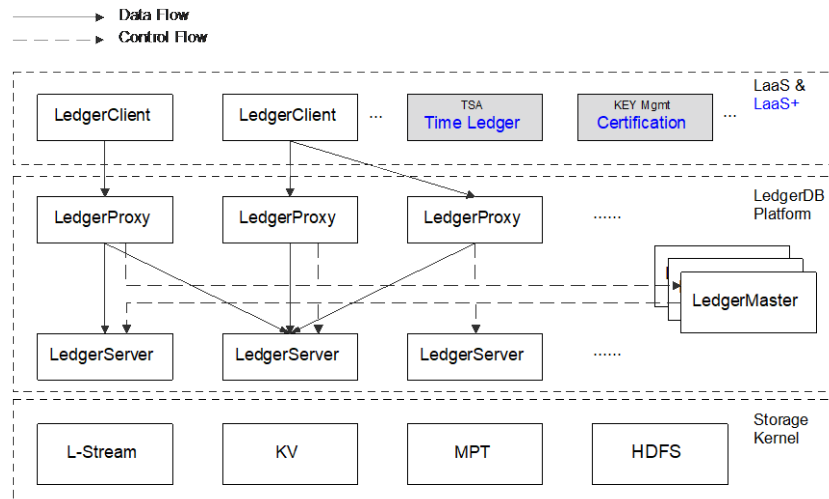 Data Flow
Control Flow
LaaS &
LaaS+
LedgerClient
LedgerClient
...
TSA
Time Ledger
KEY Mgmt
Certification
...
LedgerDB
Platform
LedgerProxy
LedgerProxy
LedgerProxy
......
LedgerMaster
LedgerServer
LedgerServer
LedgerServer
......
Storage
Kernel
L-Stream
KV
MPT
HDFS